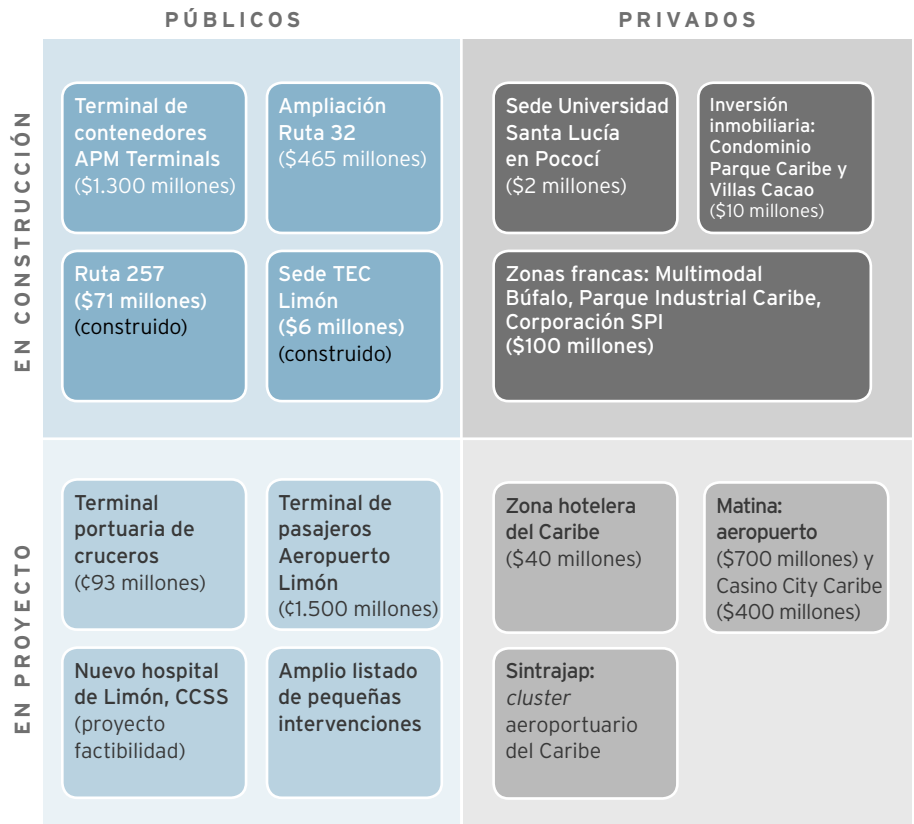 PÚBLICOS
PRIVADOS
EN CONSTRUCCIÓN
Terminal de
contenedores
APM Terminals
($1.300 millones)
Ampliación
Ruta 32
($465 millones)
Sede Universidad
Santa Lucía
en Pococí
($2 millones)
Inversión
inmobiliaria:
Condominio
Parque Caribe y
Villas Cacao
($10 millones)
Ruta 257
($71 millones)
(construido)
Sede TEC
Limón
($6 millones)
(construido)
Zonas francas: Multimodal
Búfalo, Parque Industrial Caribe,
Corporación SPI
($100 millones)
EN PROYECTO
Terminal
portuaria de
cruceros
(¢93 millones)
Terminal de
pasajeros
Aeropuerto
Limón
(¢1.500 millones)
Zona hotelera
del Caribe
($40 millones)
Matina:
aeropuerto
($700 millones) y
Casino City Caribe
($400 millones)
Nuevo hospital
de Limón, CCSS
(proyecto
factibilidad)
Amplio listado
de pequeñas
intervenciones
Sintrajap:
cluster
aeroportuario
del Caribe